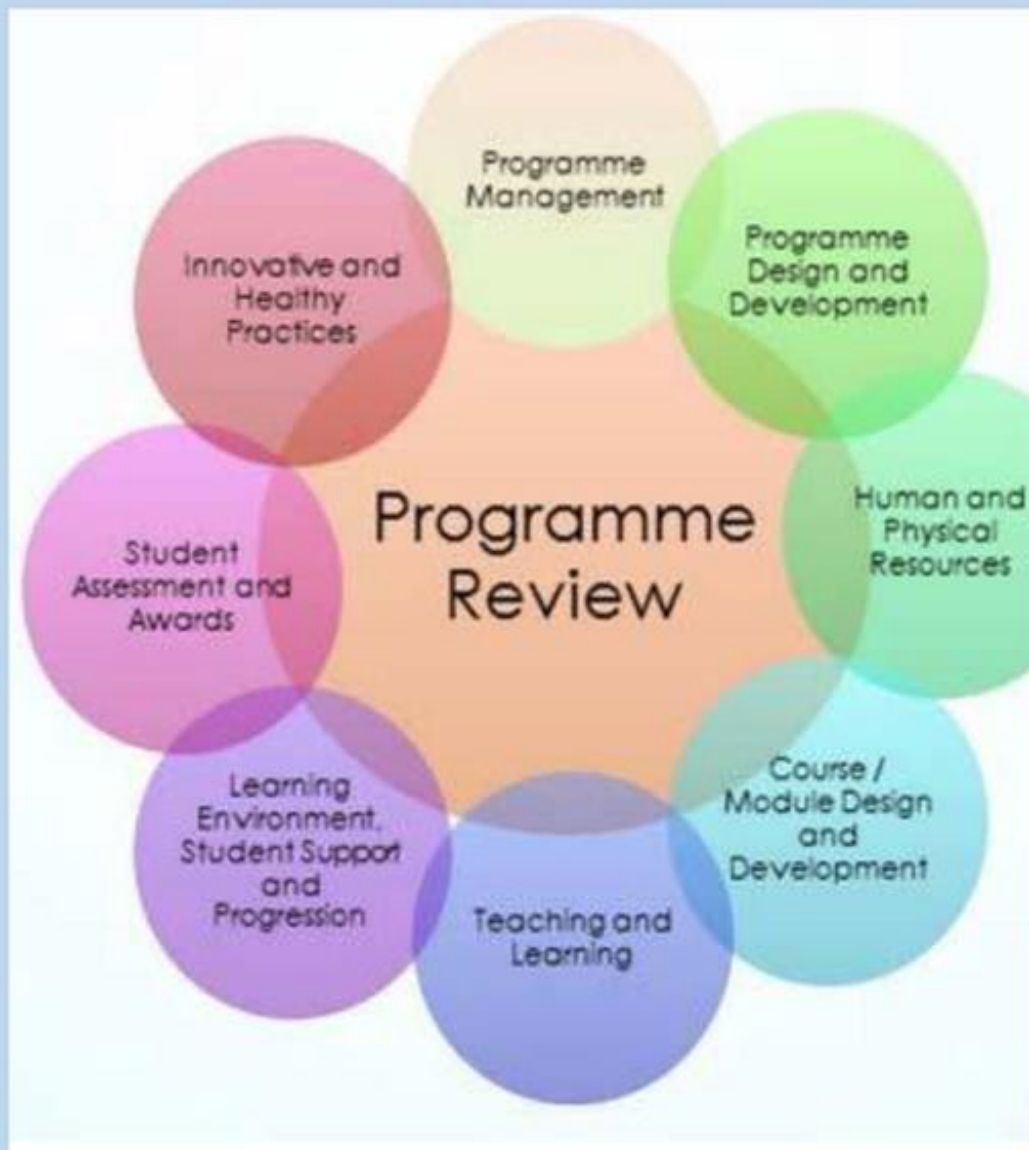 Programme
Management
Programme
Design and
Development
Human and
Physical
Resources
Course /
Module Design
and
Development
Teaching and
Learning
Learning
Environment,
Student Support
and
Progression
Student
Assessment and
Awards
Innovative and
Healthy
Practices
Programme
Review